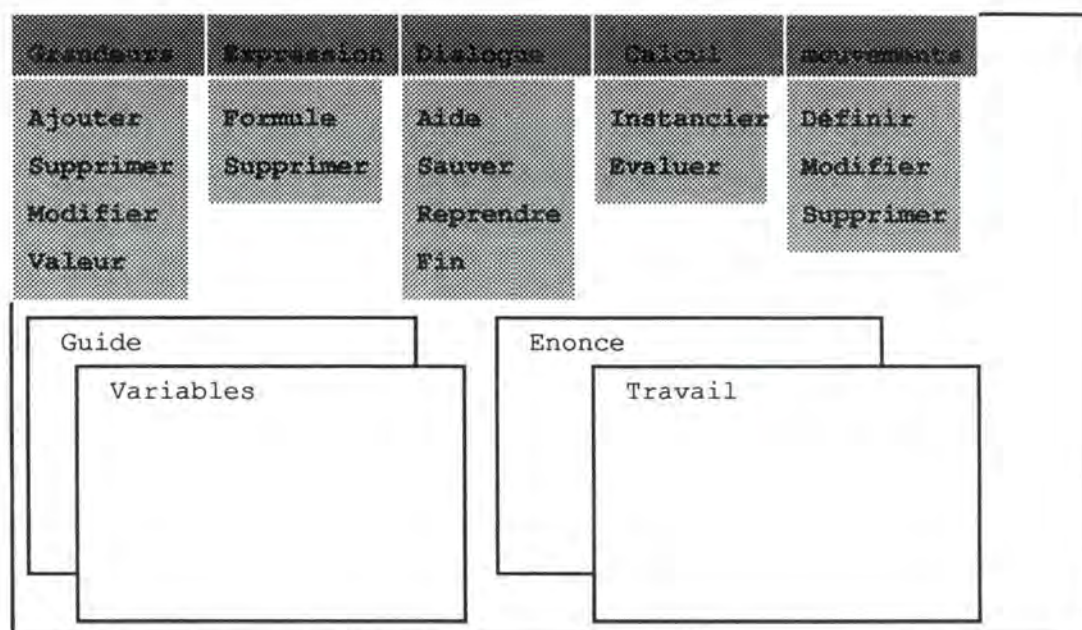 Grandeurs Expression Dialogue Calcul mouvements
Ajouter Formule Aide Instancier Définir
Supprimer Supprimer Sauver Evaluer Modifier
Modifier Reprendre Supprimer
Valeur Fin
Guide Enonce
Variables Travail